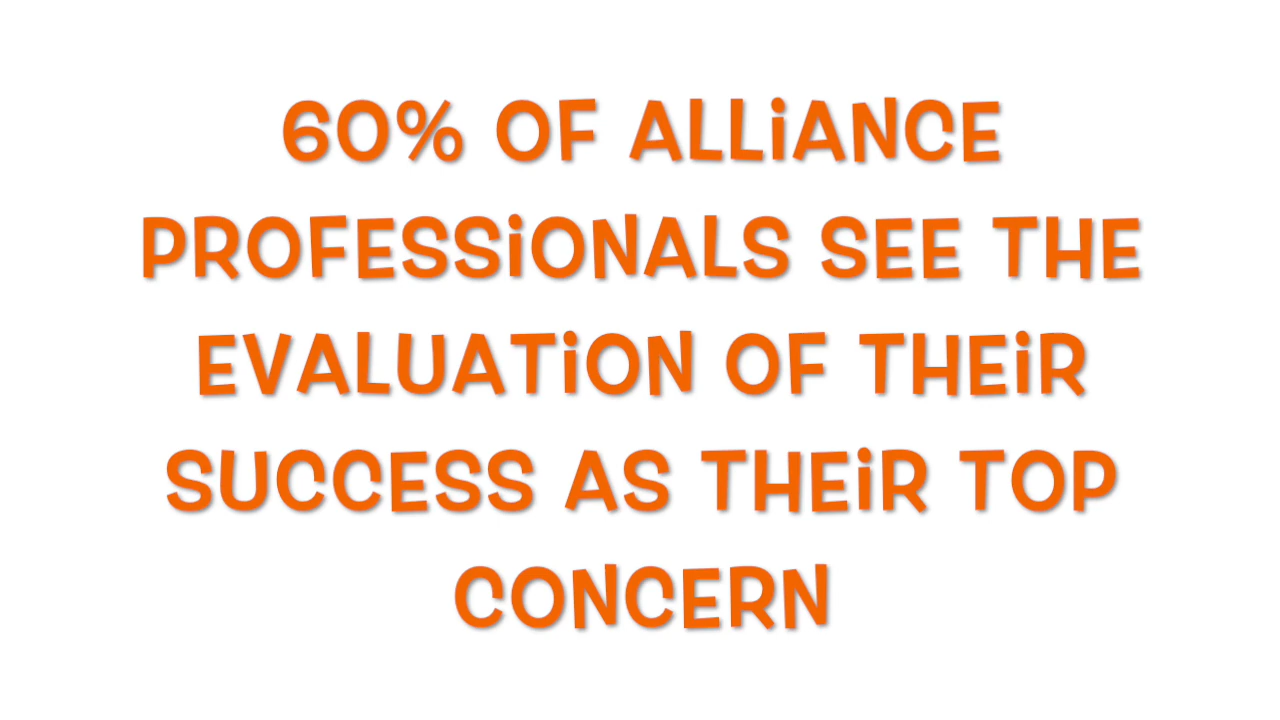 60% OF ALLiANCE
PROFESSiONALS SEE THE
EVALUATiON OF THEiR
SUCCESS AS THEiR TOP
CONCERN